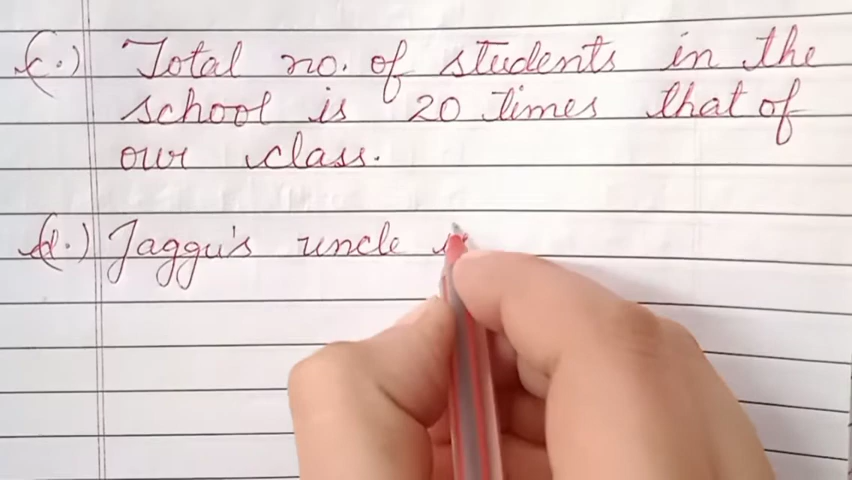 (c.) Total no. of students in the
school is 20 times that of
our class.
(d.) Jaggu's uncle